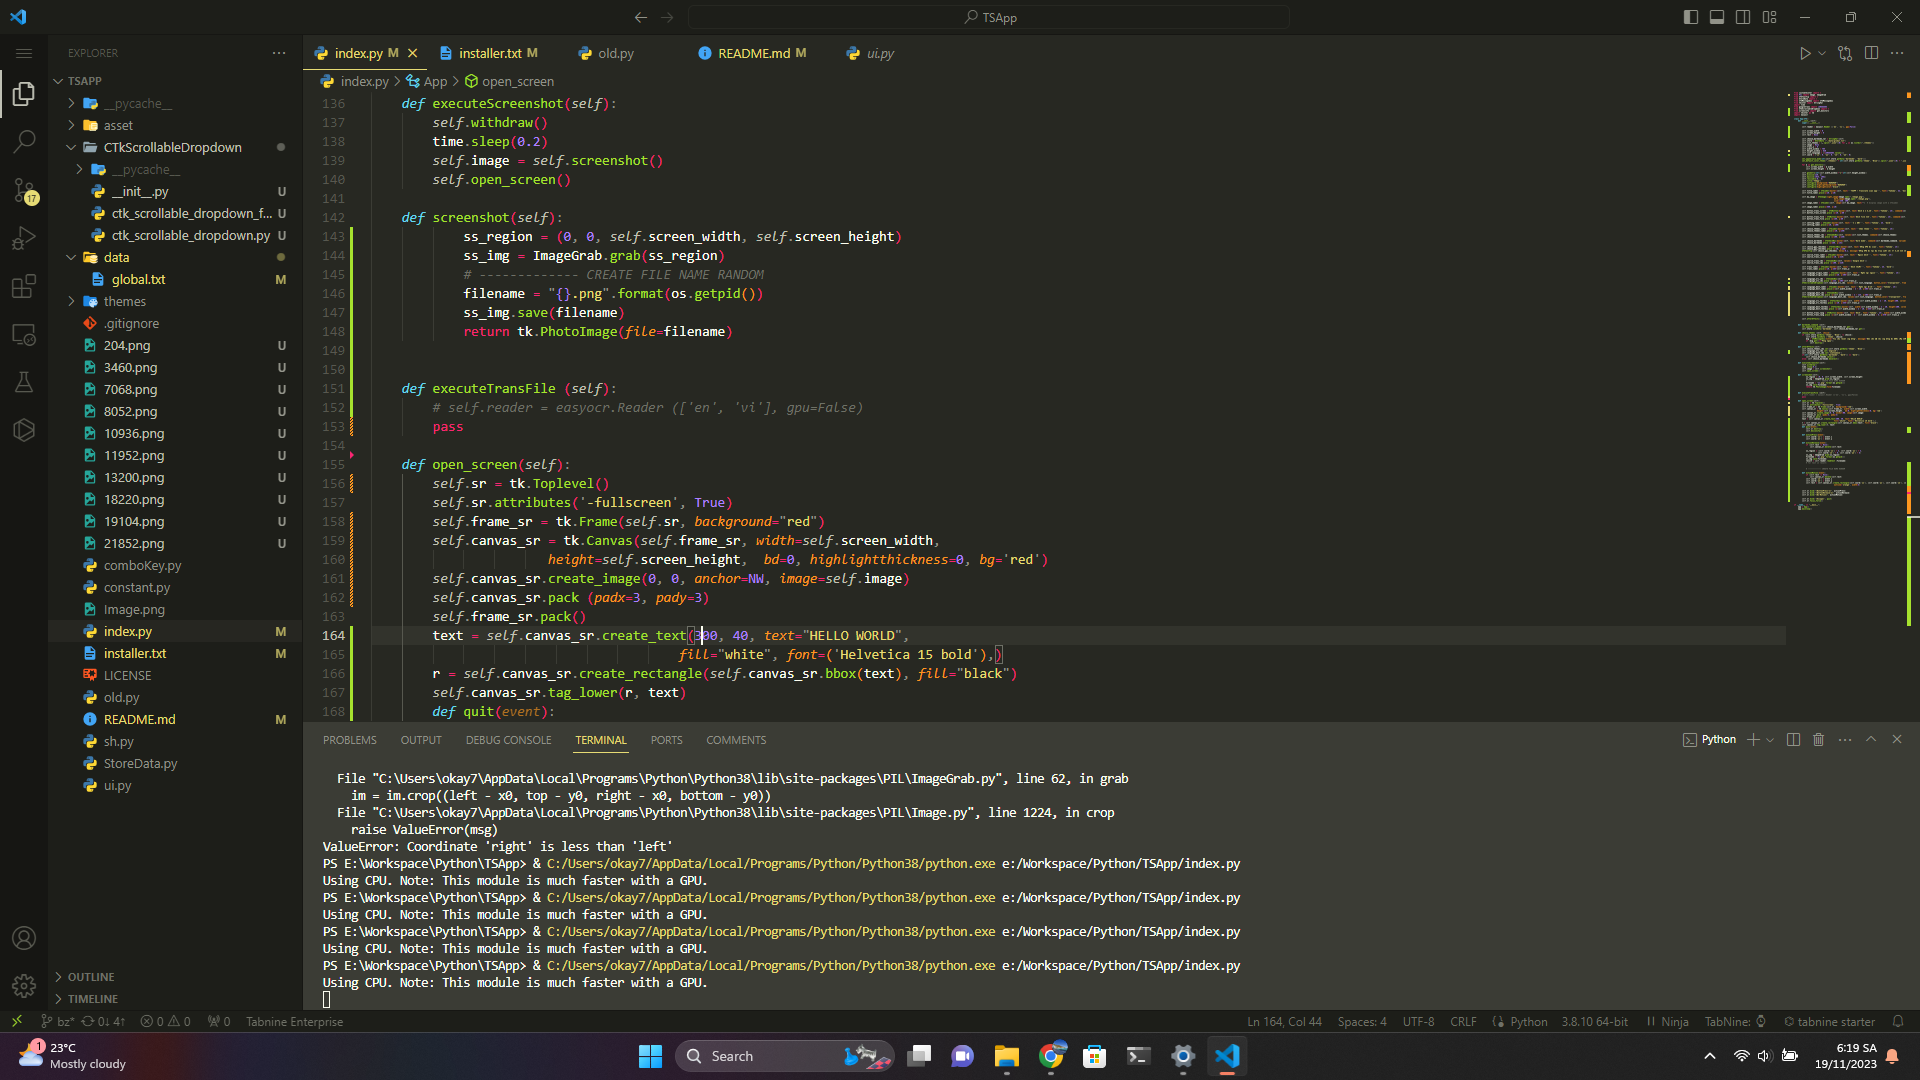 TSApp
EXPLORER
TSAPP
__pycache__
asset
CTkScrollableDropdown
__pycache__
__init__.py U
ctk_scrollable_dropdown_f... U
ctk_scrollable_dropdown.py U
data
global.txt M
themes
.gitignore
204.png U
3460.png U
7068.png U
8052.png U
10936.png U
11952.png U
13200.png U
18220.png U
19104.png U
21852.png U
comboKey.py
constant.py
Image.png
index.py M
installer.txt M
LICENSE
old.py
README.md M
sh.py
StoreData.py
ui.py
OUTLINE
TIMELINE
17
index.py M
installer.txt M
old.py
README.md M
ui.py
index.py > App > open_screen
136 def executeScreenshot(self):
137 self.withdraw()
138 time.sleep(0.2)
139 self.image = self.screenshot()
140 self.open_screen()
141
142 def screenshot(self):
143 ss_region = (0, 0, self.screen_width, self.screen_height)
144 ss_img = ImageGrab.grab(ss_region)
145 # ------------- CREATE FILE NAME RANDOM
146 filename = "{}.png".format(os.getpid())
147 ss_img.save(filename)
148 return tk.PhotoImage(file=filename)
149
150
151 def executeTransFile (self):
152 # self.reader = easyocr.Reader (['en', 'vi'], gpu=False)
153 pass
154
155 def open_screen(self):
156 self.sr = tk.Toplevel()
157 self.sr.attributes('-fullscreen', True)
158 self.frame_sr = tk.Frame(self.sr, background="red")
159 self.canvas_sr = tk.Canvas(self.frame_sr, width=self.screen_width,
160 height=self.screen_height, bd=0, highlightthickness=0, bg='red')
161 self.canvas_sr.create_image(0, 0, anchor=NW, image=self.image)
162 self.canvas_sr.pack (padx=3, pady=3)
163 self.frame_sr.pack()
164 text = self.canvas_sr.create_text(300, 40, text="HELLO WORLD",
165 fill="white", font=('Helvetica 15 bold'),)
166 r = self.canvas_sr.create_rectangle(self.canvas_sr.bbox(text), fill="black")
167 self.canvas_sr.tag_lower(r, text)
168 def quit(event):
PROBLEMS OUTPUT DEBUG CONSOLE TERMINAL PORTS COMMENTS
Python
File "C:\Users\okay7\AppData\Local\Programs\Python\Python38\lib\site-packages\PIL\ImageGrab.py", line 62, in grab
im = im.crop((left - x0, top - y0, right - x0, bottom - y0))
File "C:\Users\okay7\AppData\Local\Programs\Python\Python38\lib\site-packages\PIL\Image.py", line 1224, in crop
raise ValueError(msg)
ValueError: Coordinate 'right' is less than 'left'
PS E:\Workspace\Python\TSApp> & C:/Users/okay7/AppData/Local/Programs/Python/Python38/python.exe e:/Workspace/Python/TSApp/index.py
Using CPU. Note: This module is much faster with a GPU.
PS E:\Workspace\Python\TSApp> & C:/Users/okay7/AppData/Local/Programs/Python/Python38/python.exe e:/Workspace/Python/TSApp/index.py
Using CPU. Note: This module is much faster with a GPU.
PS E:\Workspace\Python\TSApp> & C:/Users/okay7/AppData/Local/Programs/Python/Python38/python.exe e:/Workspace/Python/TSApp/index.py
Using CPU. Note: This module is much faster with a GPU.
PS E:\Workspace\Python\TSApp> & C:/Users/okay7/AppData/Local/Programs/Python/Python38/python.exe e:/Workspace/Python/TSApp/index.py
Using CPU. Note: This module is much faster with a GPU.
bz* 0↓ 4↑ 0 0 0 Tabnine Enterprise
Ln 164, Col 44 Spaces: 4 UTF-8 CRLF Python 3.8.10 64-bit Ninja TabNine: tabnine starter
1
23°C
Mostly cloudy
Search
6:19 SA
19/11/2023